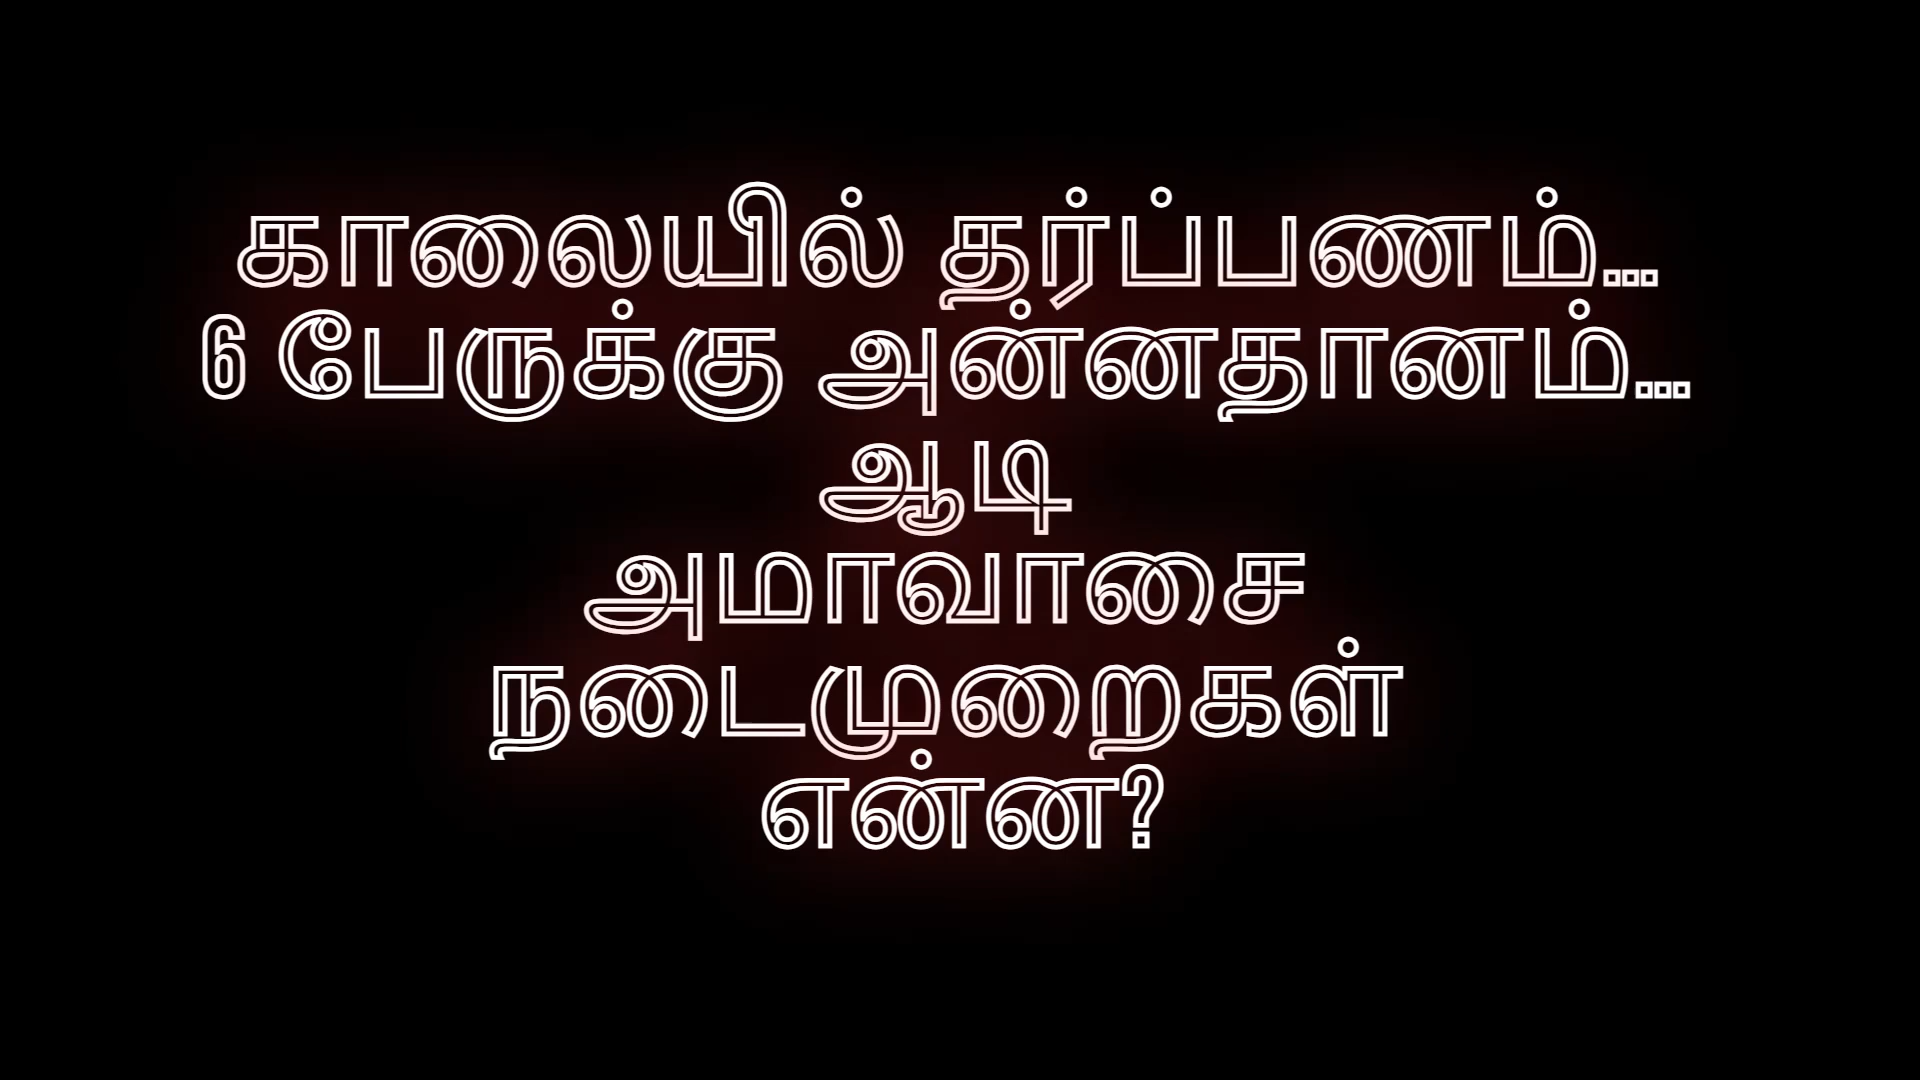 காலையில் தர்ப்பணம்...
6 பேருக்கு அன்னதானம்...
ஆடி
அமாவாசை
நடைமுறைகள்
என்ன?